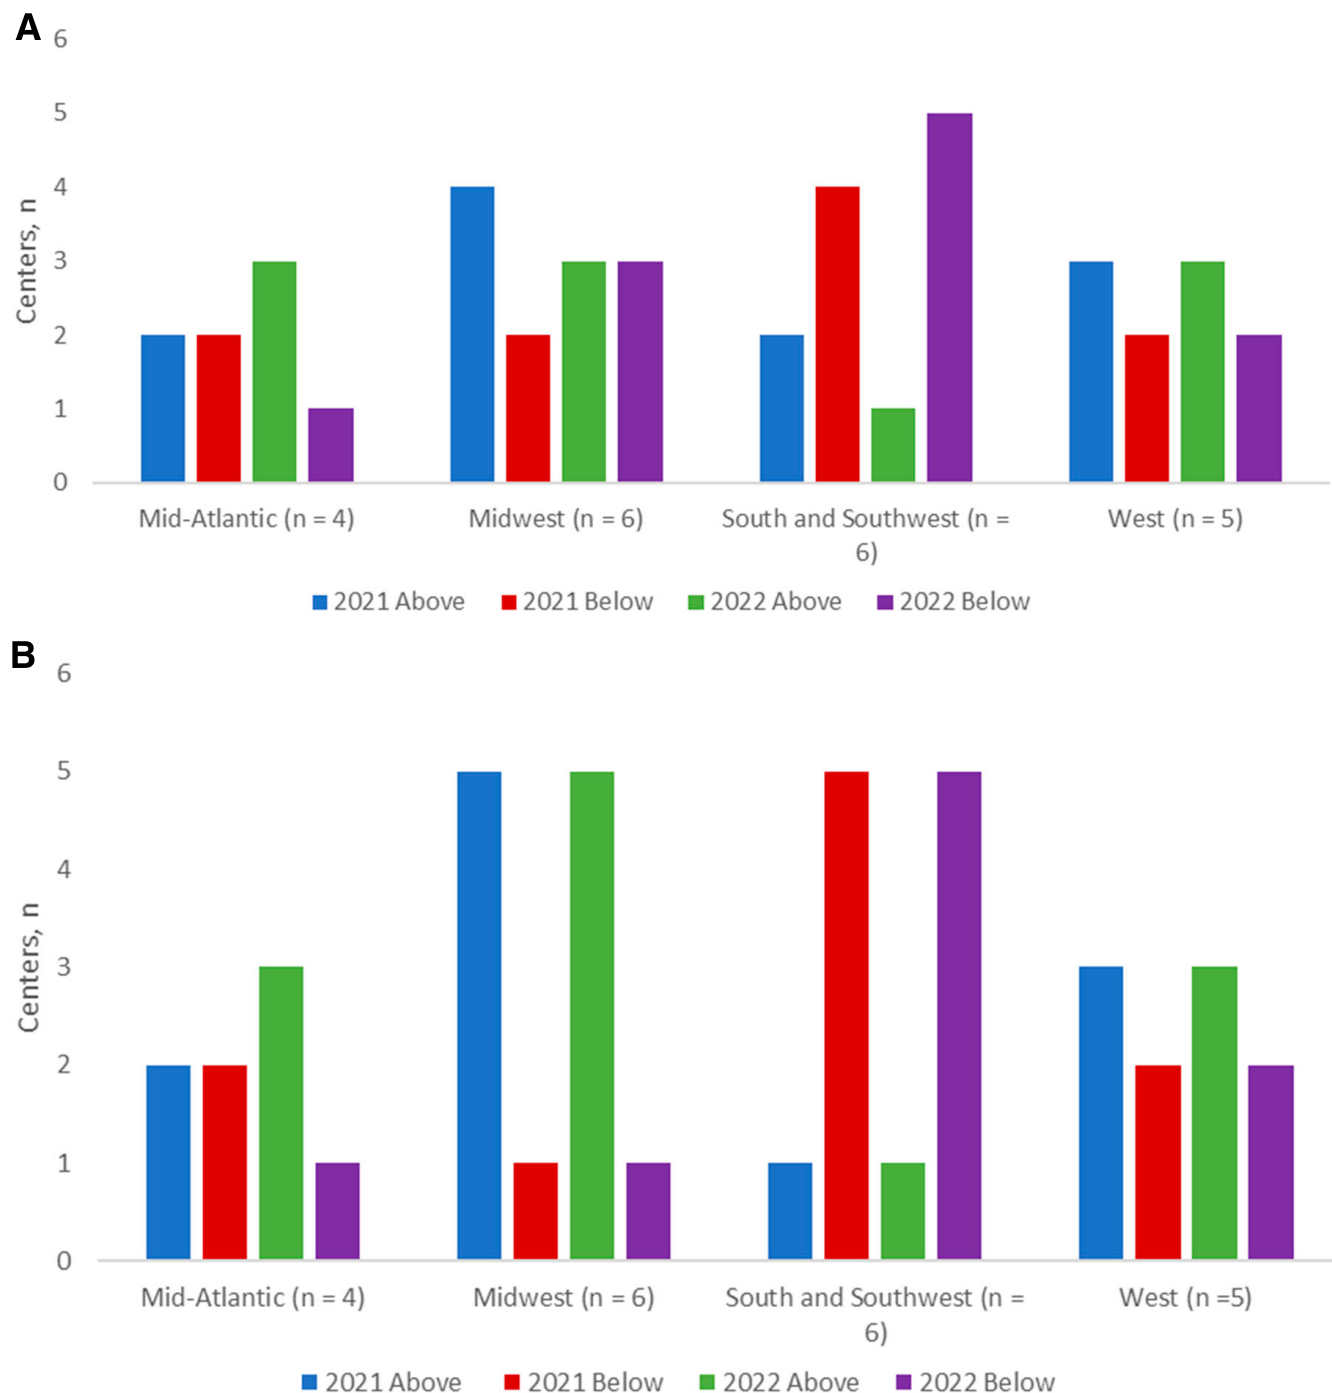 A
6
5
4
3
2
1
0
Centers, n
Mid-Atlantic (n = 4)
Midwest (n = 6)
South and Southwest (n =
6)
West (n = 5)
2021 Above
2021 Below
2022 Above
2022 Below
B
6
5
4
3
2
1
0
Centers, n
Mid-Atlantic (n = 4)
Midwest (n = 6)
South and Southwest (n =
6)
West (n =5)
2021 Above
2021 Below
2022 Above
2022 Below